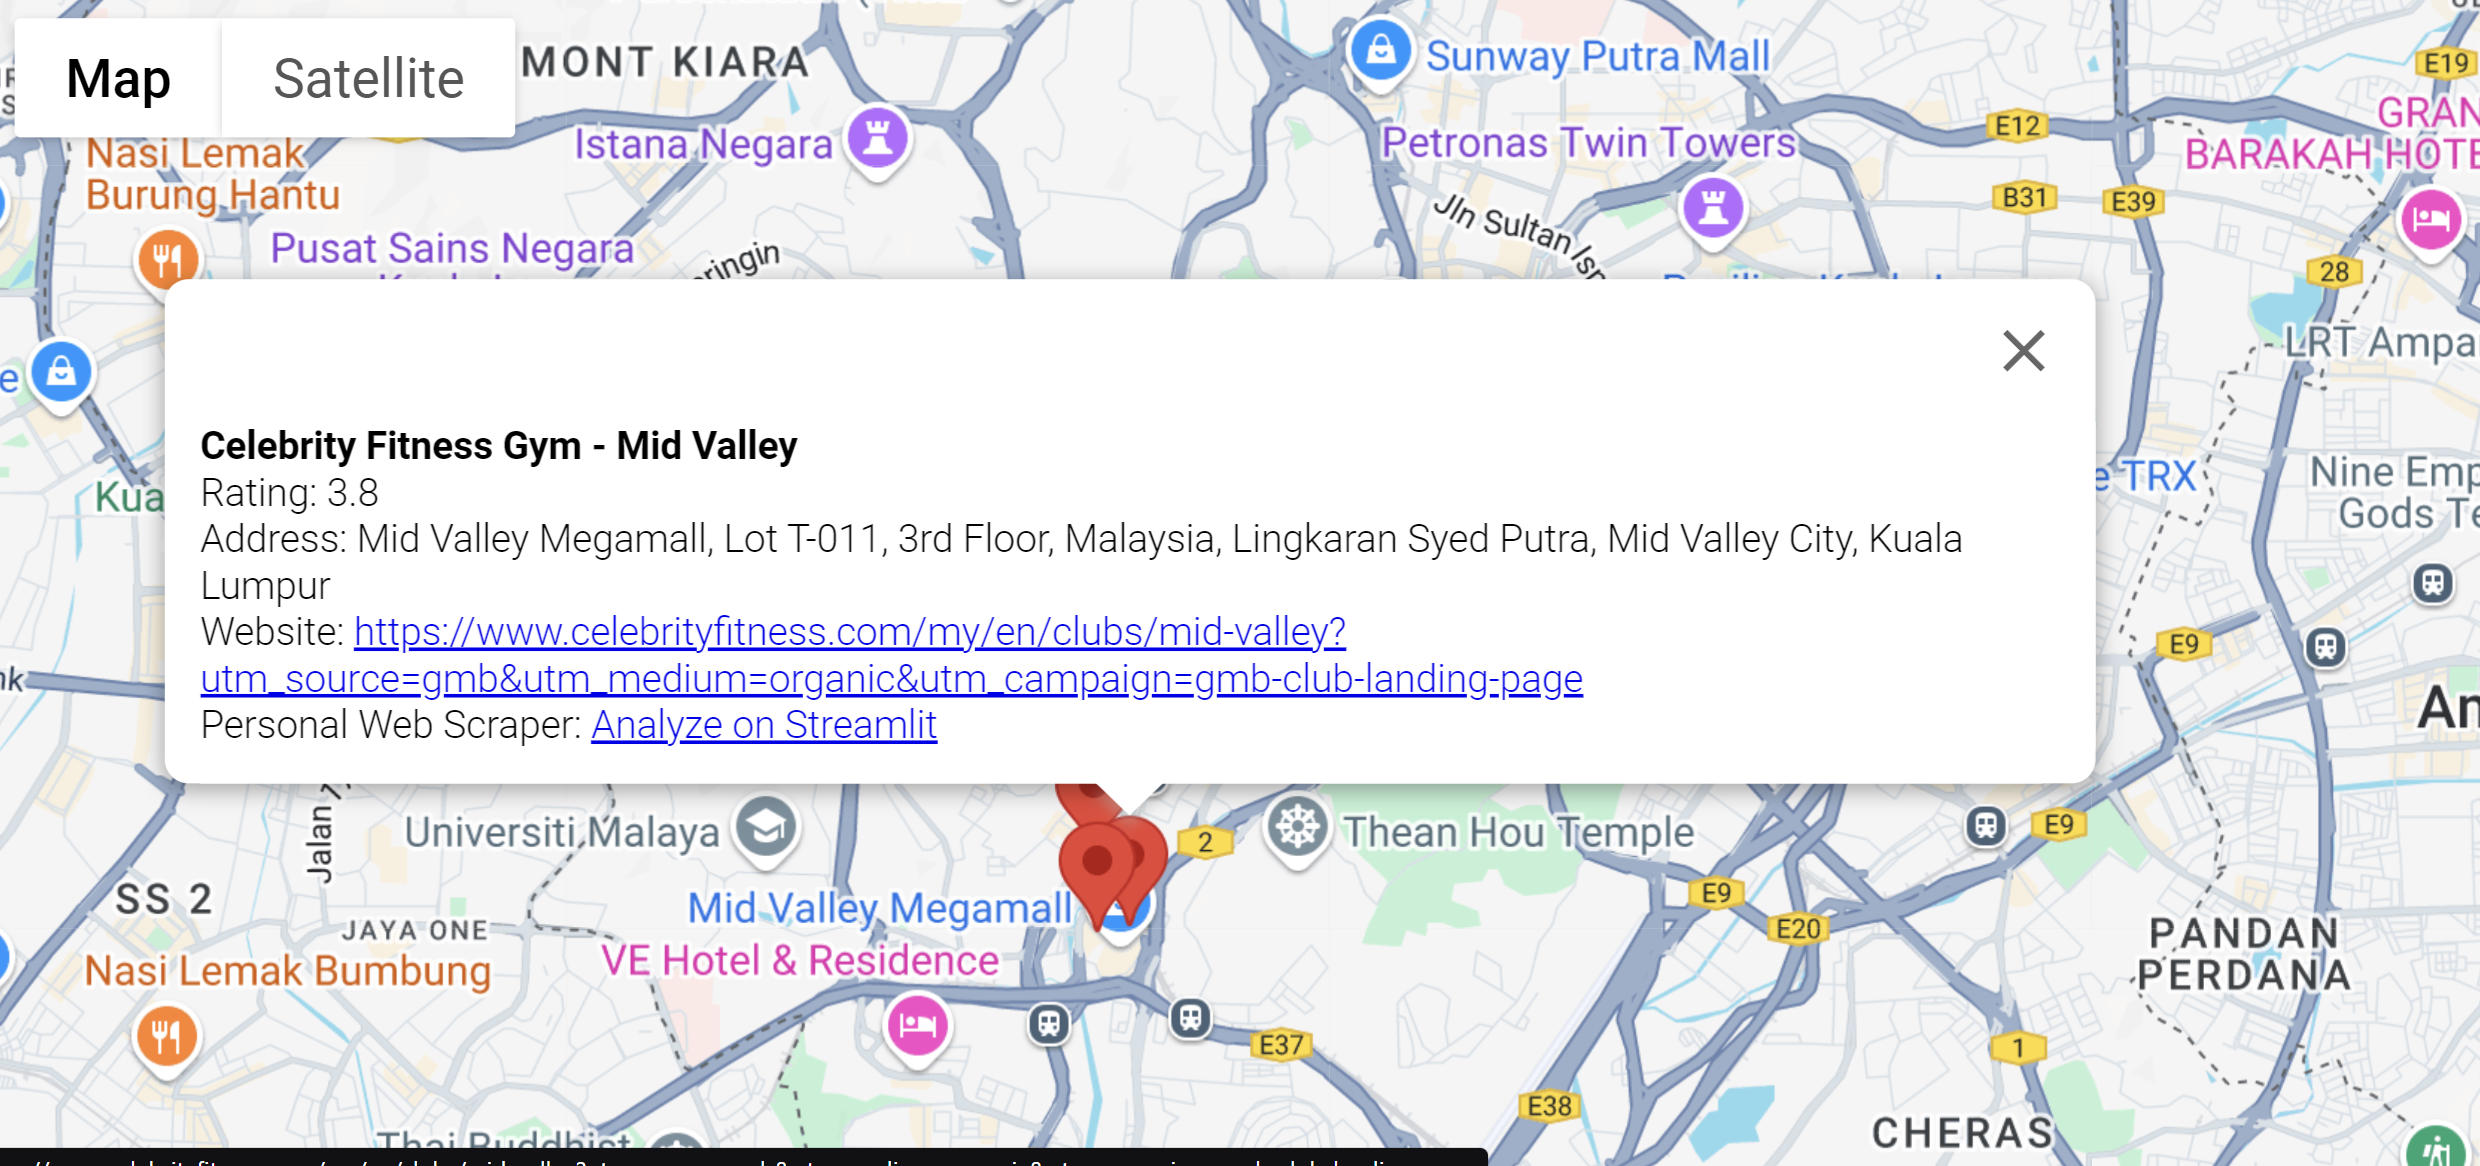 Map
Satellite
MONT KIARA
Sunway Putra Mall
E19
GRAN
BARAKAH HOTE
E12
Istana Negara
Petronas Twin Towers
Nasi Lemak
Burung Hantu
B31
E39
Jln Sultan
Pusat Sains Negara
28
LRT Ampa
e
Celebrity Fitness Gym - Mid Valley
Rating: 3.8
Address: Mid Valley Megamall, Lot T-011, 3rd Floor, Malaysia, Lingkaran Syed Putra, Mid Valley City, Kuala
Lumpur
Website: https://www.celebrityfitness.com/my/en/clubs/mid-valley?
utm_source=gmb&utm_medium=organic&utm_campaign=gmb-club-landing-page
Personal Web Scraper: Analyze on Streamlit
Kua
e TRX
Nine Emp
Gods Te
E9
nk
An
Universiti Malaya
2
Thean Hou Temple
E9
Jalan
SS 2
JAYA ONE
Mid Valley Megamall
E9
E20
Nasi Lemak Bumbung
VE Hotel & Residence
PANDAN
PERDANA
E37
1
E38
CHERAS
Thai Buddhist